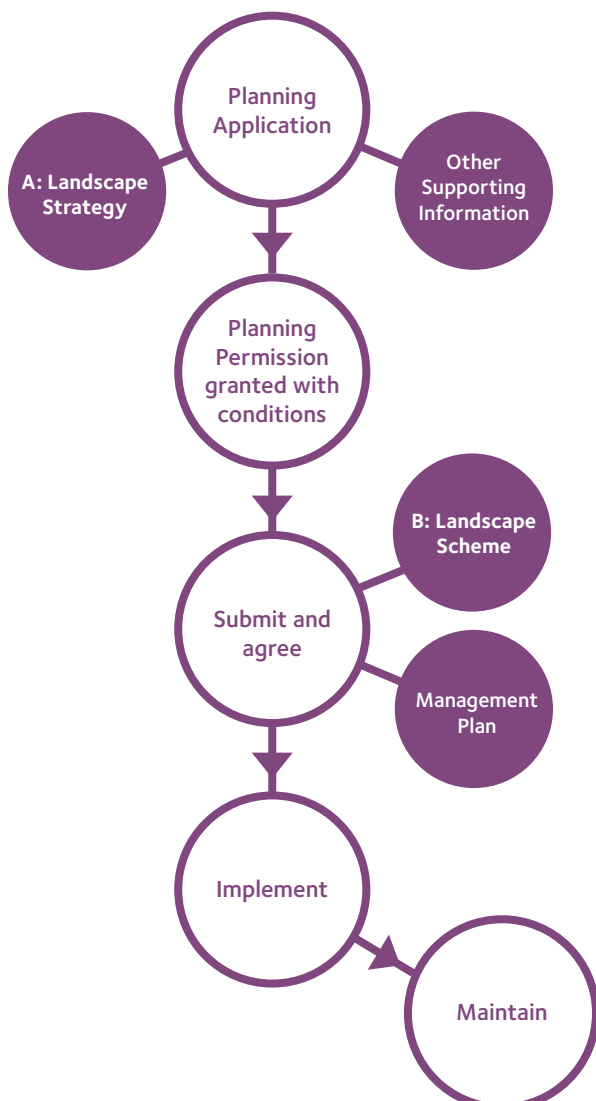 Planning
Application
A: Landscape
Strategy
Other
Supporting
Information
Planning
Permission
granted with
conditions
B: Landscape
Scheme
Submit and
agree
Management
Plan
Implement
Maintain